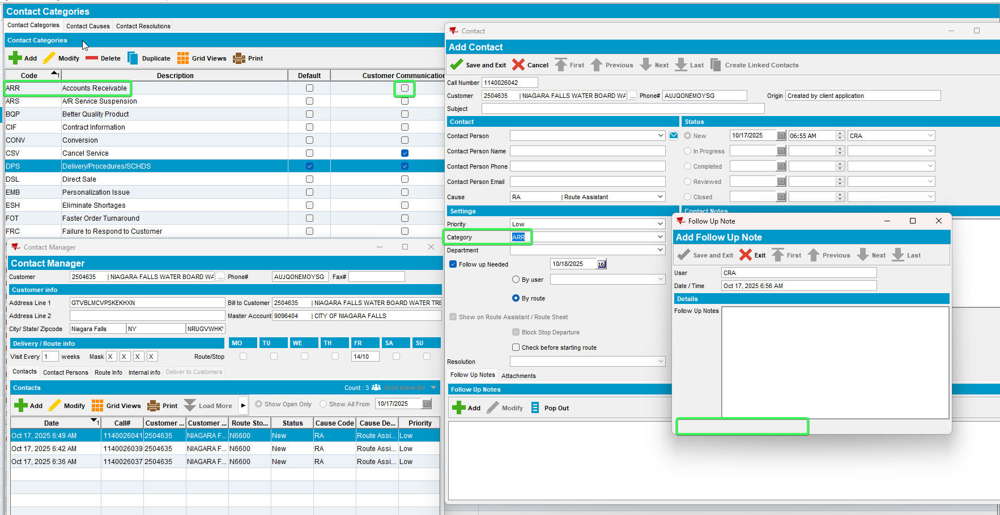 Contact Categories
Contact Categories Contact Causes Contact Resolutions
Contact Categories
Add Modify Delete Duplicate Grid Views Print
Code 1 Description Default Customer Communication
ARR Accounts Receivable
ARS A/R Service Suspension
BQP Better Quality Product
CIF Contract Information
CONV Conversion
CSV Cancel Service
DPS Delivery/Procedures/SCHDS
DSL Direct Sale
EMB Personalization Issue
ESH Eliminate Shortages
FOT Faster Order Turnaround
FRC Failure to Respond to Customer
Contact Manager
Contact Manager
Customer 2504635 | NIAGARA FALLS WATER BOARD WA ... Phone# AUJQONEMOYSG Fax#
Customer info
Address Line 1 GTVBLMCVPSKEKHXN Bill to Customer 2504635 | NIAGARA FALLS WATER BOARD WATER TRE
Address Line 2 Master Account 9096404 | CITY OF NIAGARA FALLS
City/ State/ Zipcode Niagara Falls NY NRUGVWHK
Delivery / Route info MO TU WE TH FR SA SU
Visit Every 1 weeks Mask X X X X Route/Stop 14/10
Contacts Contact Persons Route Info Internal info Deliver to Customers
Contacts Count : 3 Grid View All
Add Modify Grid Views Print Load More Show Open Only Show All From 10/17/2025 16
Date 1 Call# Customer ... Customer ... Route Sto... Status Cause Code Cause De... Priority
Oct 17, 2025 6:49 AM 1140026041 2504635 NIAGARA F... N6600 New RA Route Assi... Low
Oct 17, 2025 6:42 AM 1140026039 2504635 NIAGARA F... N6600 New RA Route Assi... Low
Oct 17, 2025 6:36 AM 1140026037 2504635 NIAGARA F... N6600 New RA Route Assi... Low
Contact
Add Contact
Save and Exit Cancel First Previous Next Last Create Linked Contacts
Call Number 1140026042
Customer 2504635 | NIAGARA FALLS WATER BOARD WA ... Phone# AUJQONEMOYSG Origin Created by client application
Subject
Contact Status
Contact Person New 10/17/2025 16 06:55 AM CRA
Contact Person Name In Progress 16
Contact Person Phone Completed 16
Contact Person Email Reviewed 16
Cause RA | Route Assistant Closed 16
Settings Contact Notes
Priority Low
Category ARR
Department
Follow up Needed 10/18/2025 16
By user
By route
Show on Route Assistant / Route Sheet
Block Stop Departure
Check before starting route
Resolution
Follow Up Notes Attachments
Follow Up Notes
Add Modify Pop Out
Follow Up Note
Add Follow Up Note
Save and Exit Exit First Previous Next Last
User CRA
Date / Time Oct 17, 2025 6:56 AM
Details
Follow Up Notes